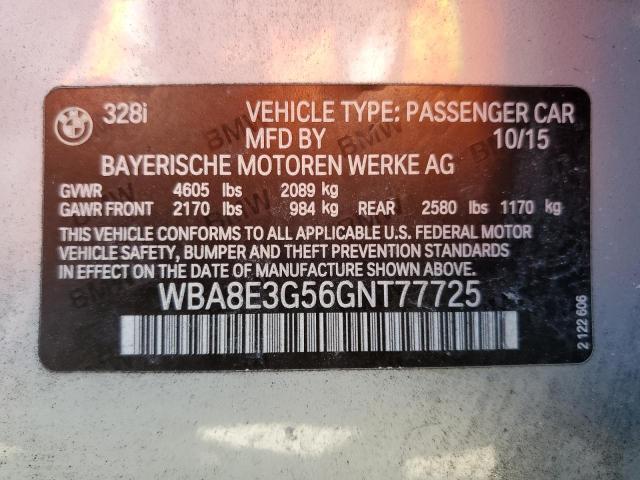 328i VEHICLE TYPE: PASSENGER CAR
MFD BY 10/15
BAYERISCHE MOTOREN WERKE AG
GVWR 4605 lbs 2089 kg
GAWR FRONT 2170 lbs 984 kg REAR 2580 lbs 1170 kg
THIS VEHICLE CONFORMS TO ALL APPLICABLE U.S. FEDERAL MOTOR
VEHICLE SAFETY, BUMPER AND THEFT PREVENTION STANDARDS
IN EFFECT ON THE DATE OF MANUFACTURE SHOWN ABOVE.
WBA8E3G56GNT77725
2 122 606